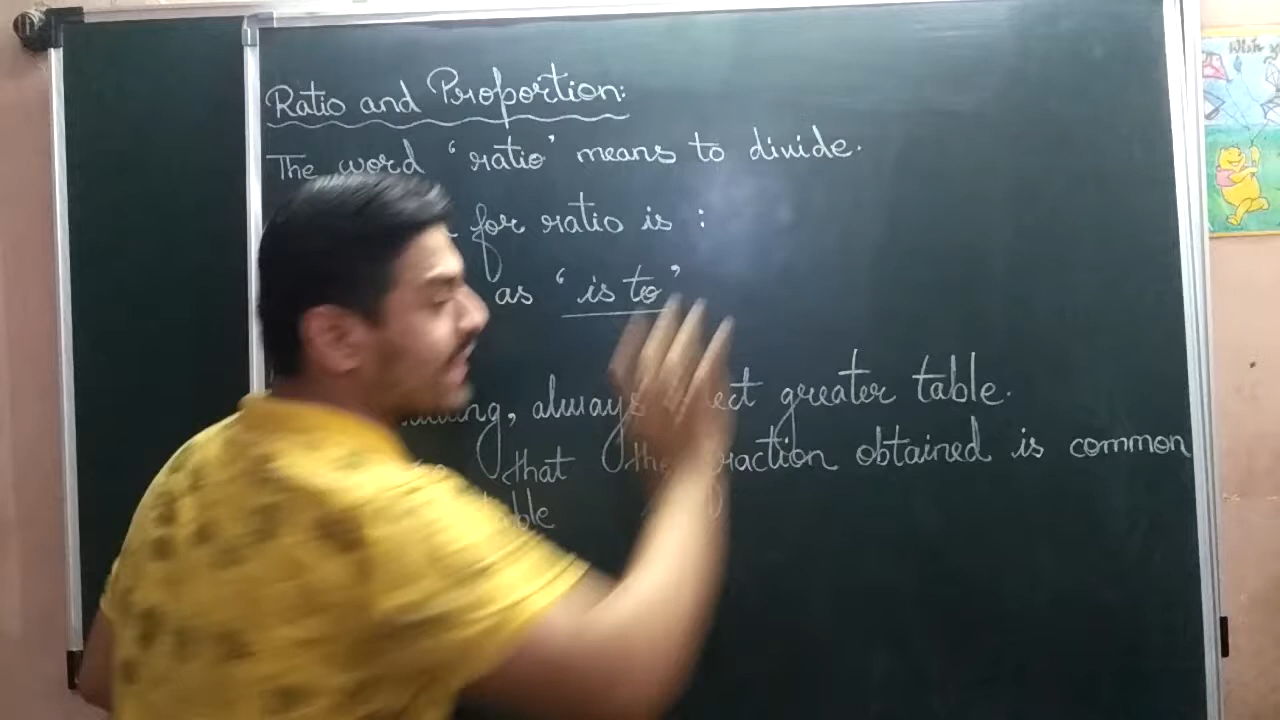 Ratio and Proportion:
The word 'ratio' means to divide.
for ratio is :
as 'is to'
always greater table.
that the fraction obtained is common
Wish